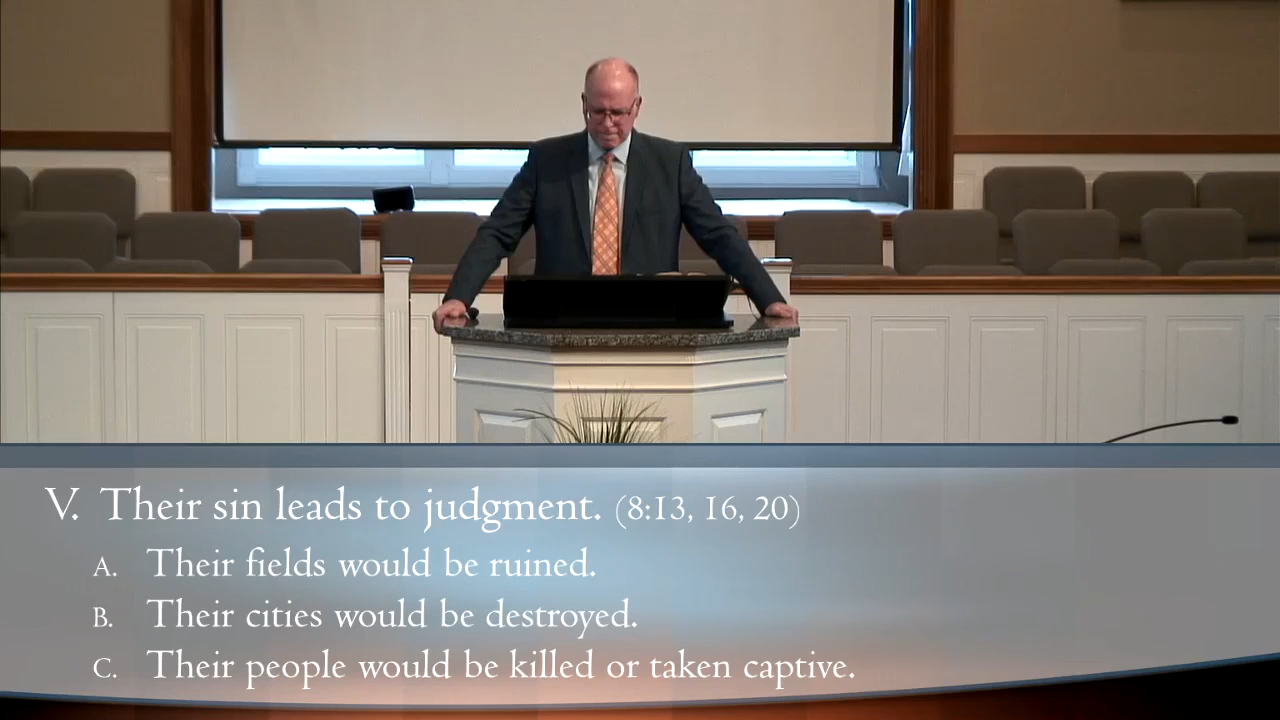 V. Their sin leads to judgment. (8:13, 16, 20)
A. Their fields would be ruined.
B. Their cities would be destroyed.
C. Their people would be killed or taken captive.